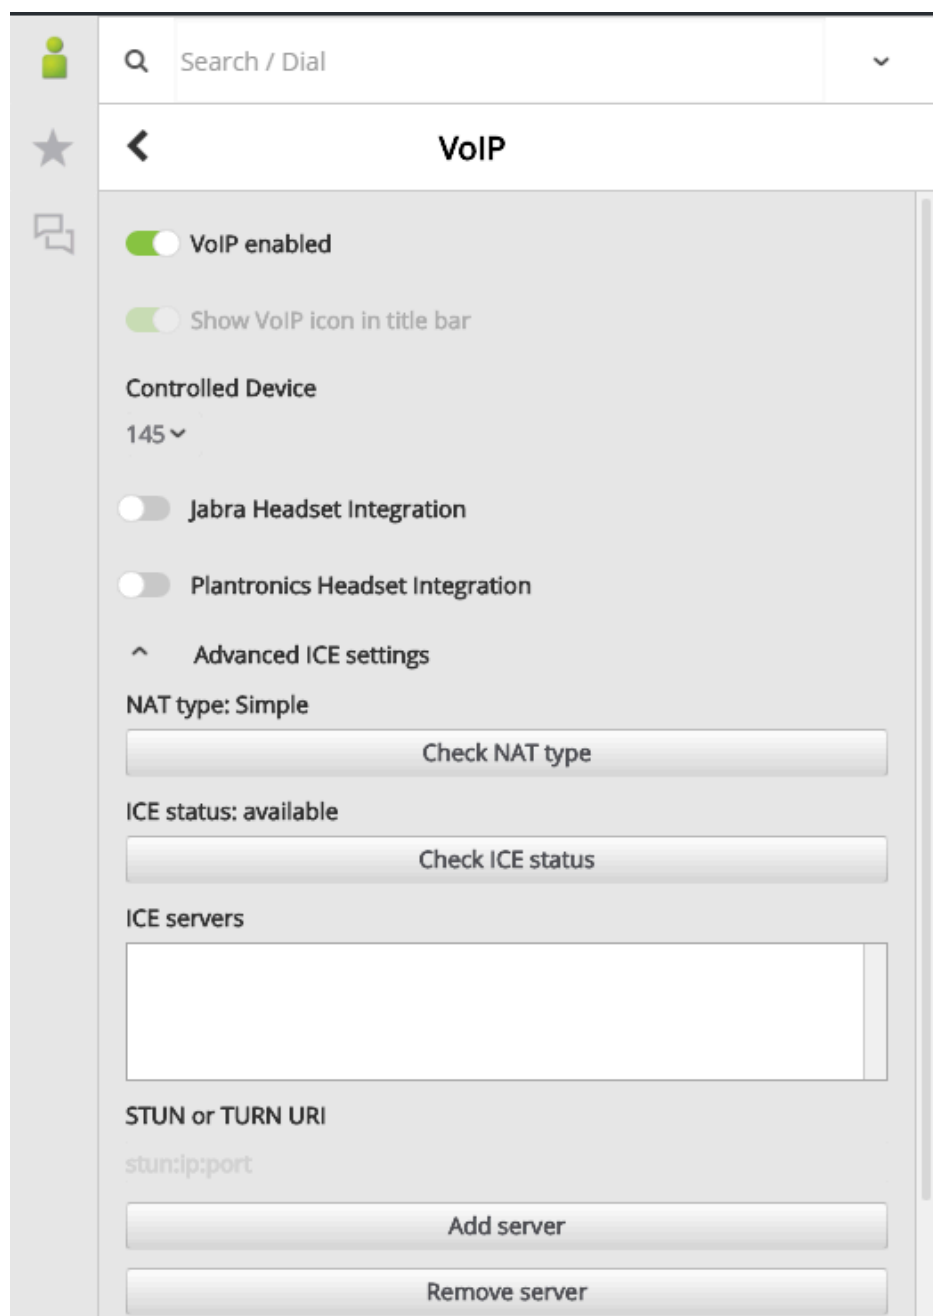 Search / Dial
VoIP
VoIP enabled
Show VoIP icon in title bar
Controlled Device
145
Jabra Headset Integration
Plantronics Headset Integration
Advanced ICE settings
NAT type: Simple
Check NAT type
ICE status: available
Check ICE status
ICE servers
STUN or TURN URI
stun:ip:port
Add server
Remove server